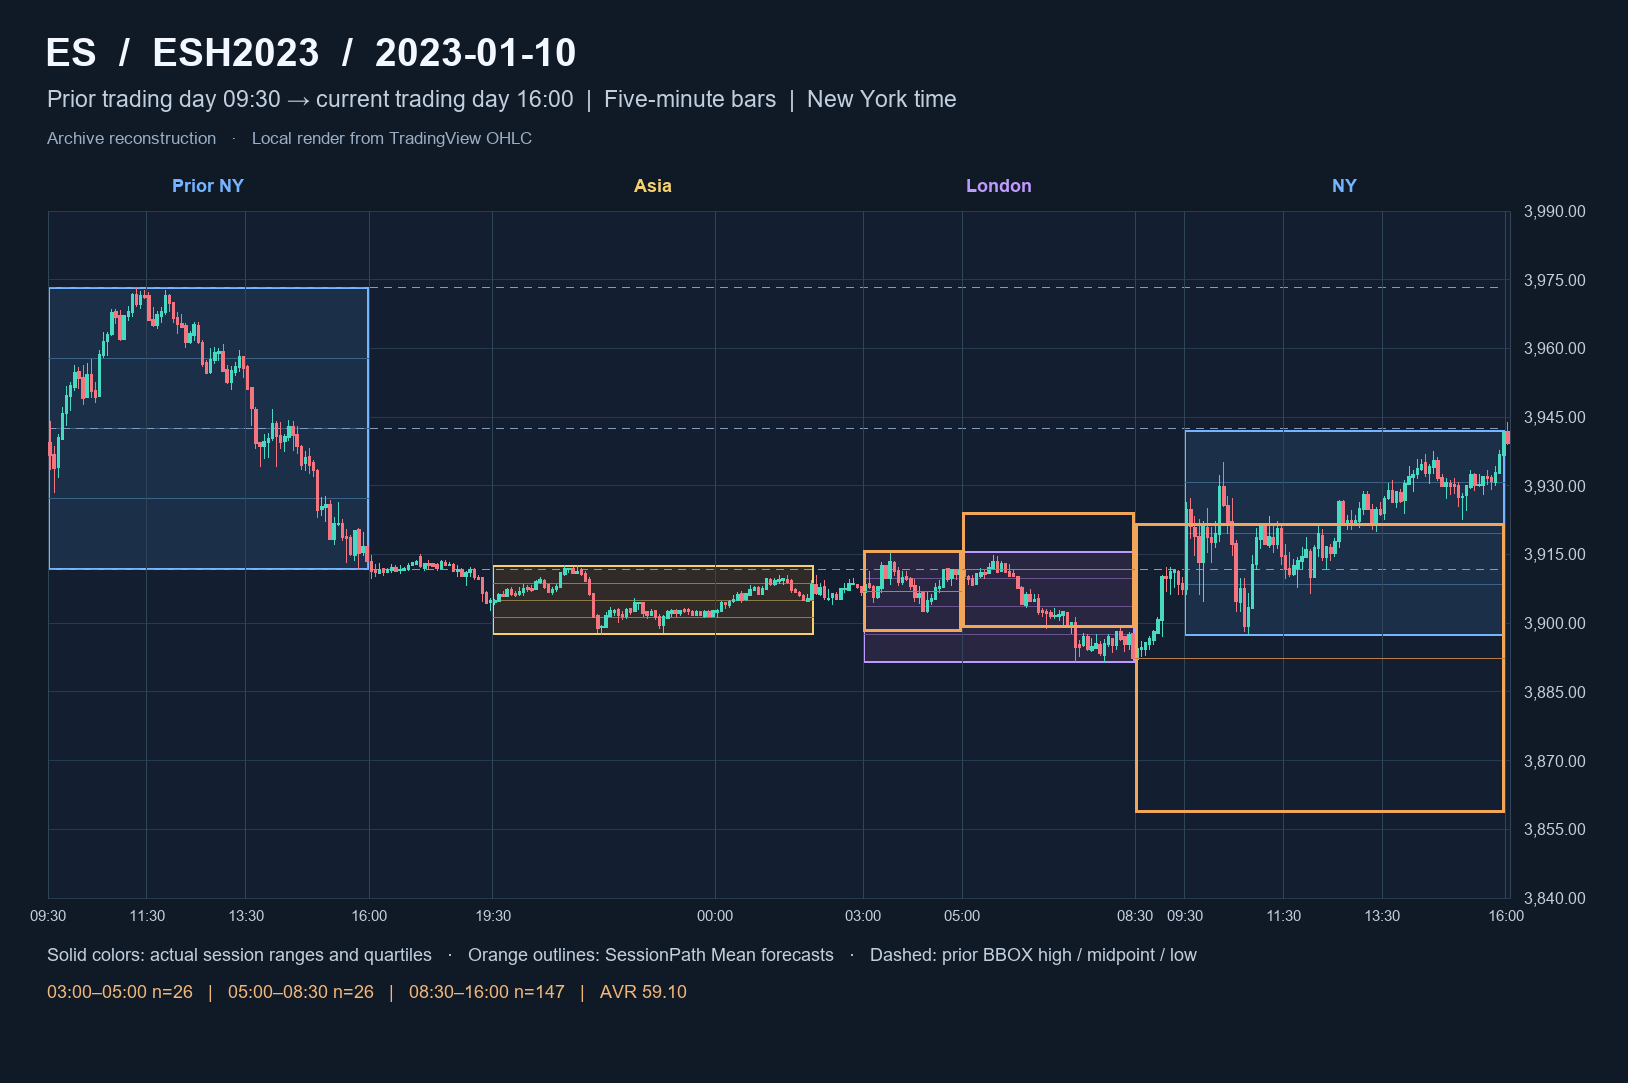 ES / ESH2023 / 2023-01-10
Prior trading day 09:30 → current trading day 16:00 | Five-minute bars | New York time
Archive reconstruction · Local render from TradingView OHLC
Prior NY Asia London NY
3,990.00
3,975.00
3,960.00
3,945.00
3,930.00
3,915.00
3,900.00
3,885.00
3,870.00
3,855.00
3,840.00
09:30 11:30 13:30 16:00 19:30 00:00 03:00 05:00 08:30 09:30 11:30 13:30 16:00
Solid colors: actual session ranges and quartiles · Orange outlines: SessionPath Mean forecasts · Dashed: prior BBOX high / midpoint / low
03:00–05:00 n=26 | 05:00–08:30 n=26 | 08:30–16:00 n=147 | AVR 59.10